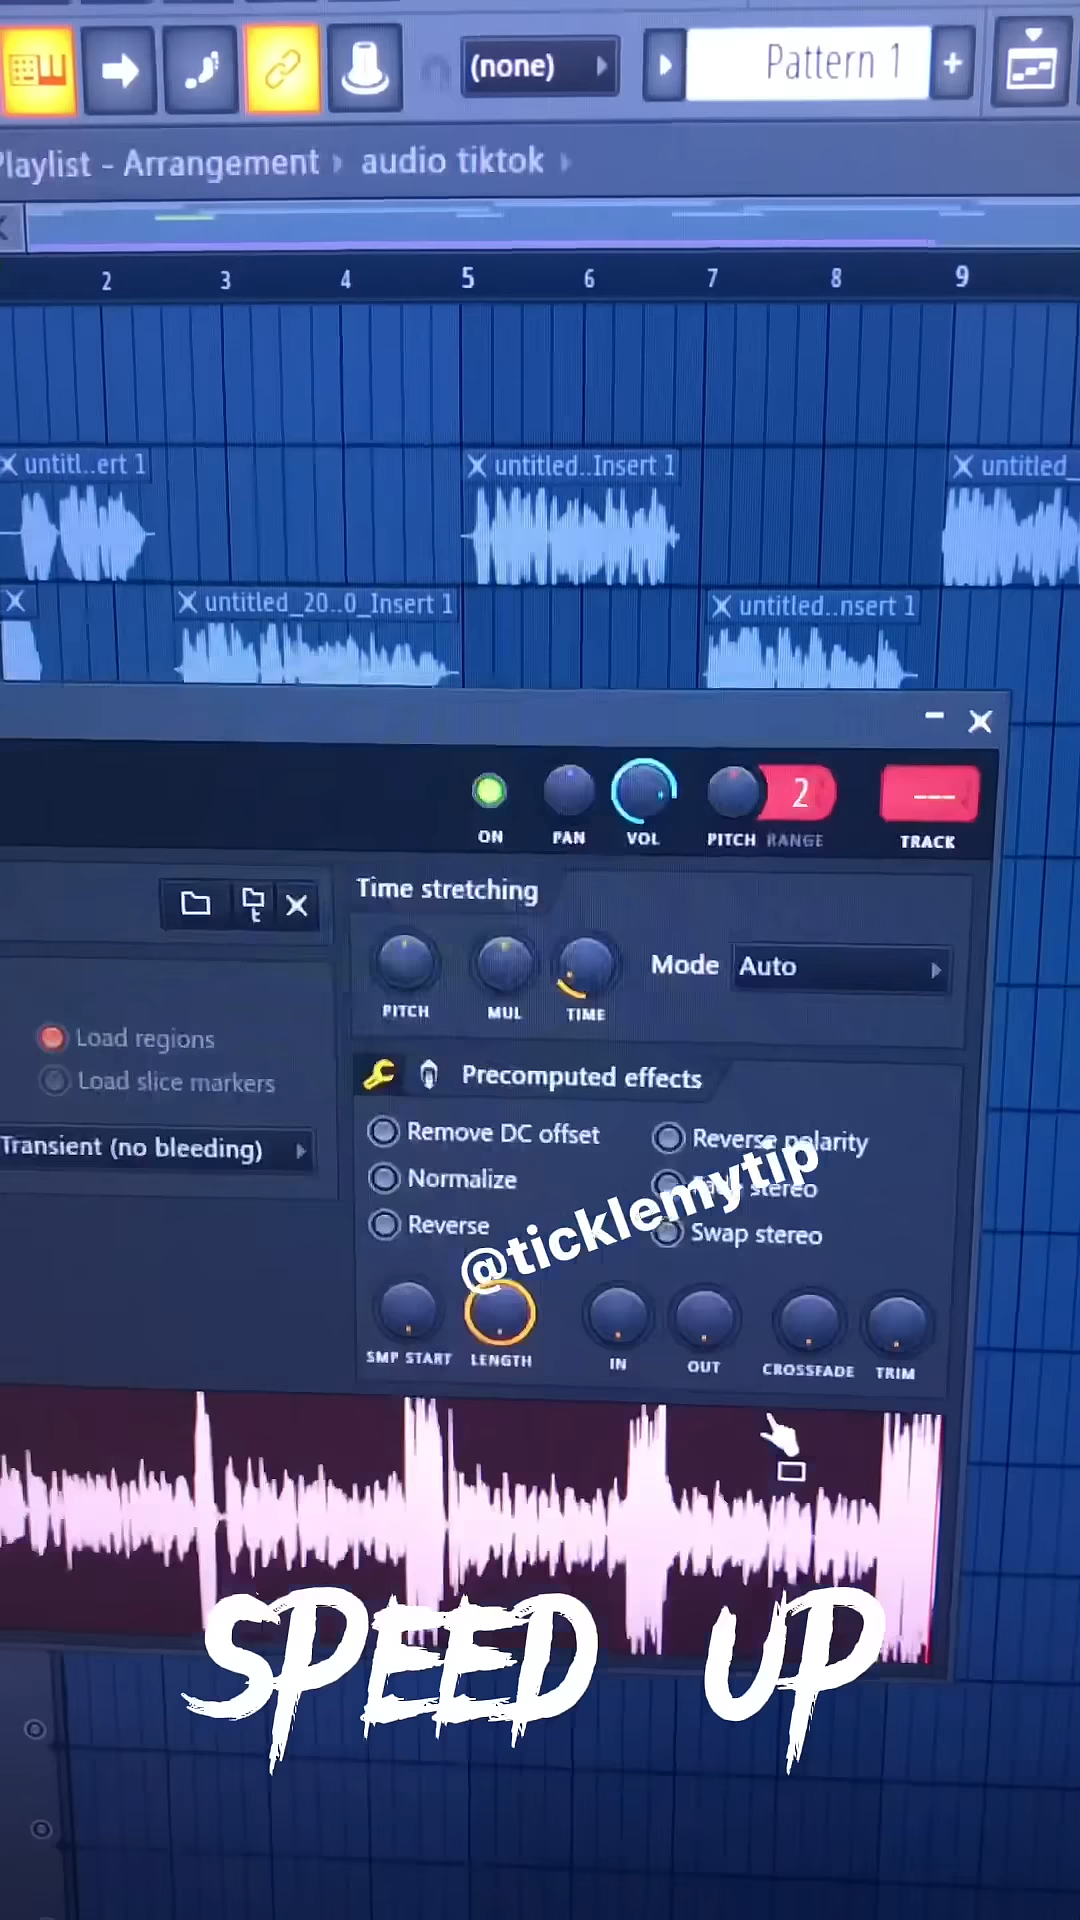 (none)
Pattern 1
+
Playlist - Arrangement › audio tiktok ›
2 3 4 5 6 7 8 9
untitl..ert 1
untitled..Insert 1
untitled_
untitled_20..0_Insert 1
untitled..nsert 1
2
---
ON PAN VOL PITCH RANGE TRACK
Time stretching
Mode Auto
PITCH MUL TIME
Load regions
Load slice markers
Transient (no bleeding)
Precomputed effects
Remove DC offset
Reverse polarity
Normalize
stereo
Reverse
Swap stereo
@ticklemytip
SMP START LENGTH IN OUT CROSSFADE TRIM
SPEED UP